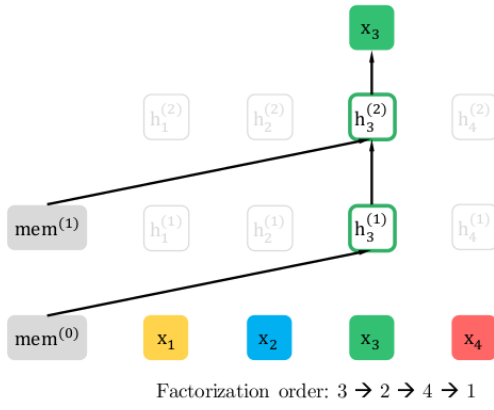 x₃
h₁⁽²⁾ h₂⁽²⁾ h₃⁽²⁾ h₄⁽²⁾
mem⁽¹⁾ h₁⁽¹⁾ h₂⁽¹⁾ h₃⁽¹⁾ h₄⁽¹⁾
mem⁽⁰⁾ x₁ x₂ x₃ x₄
Factorization order: 3 → 2 → 4 → 1